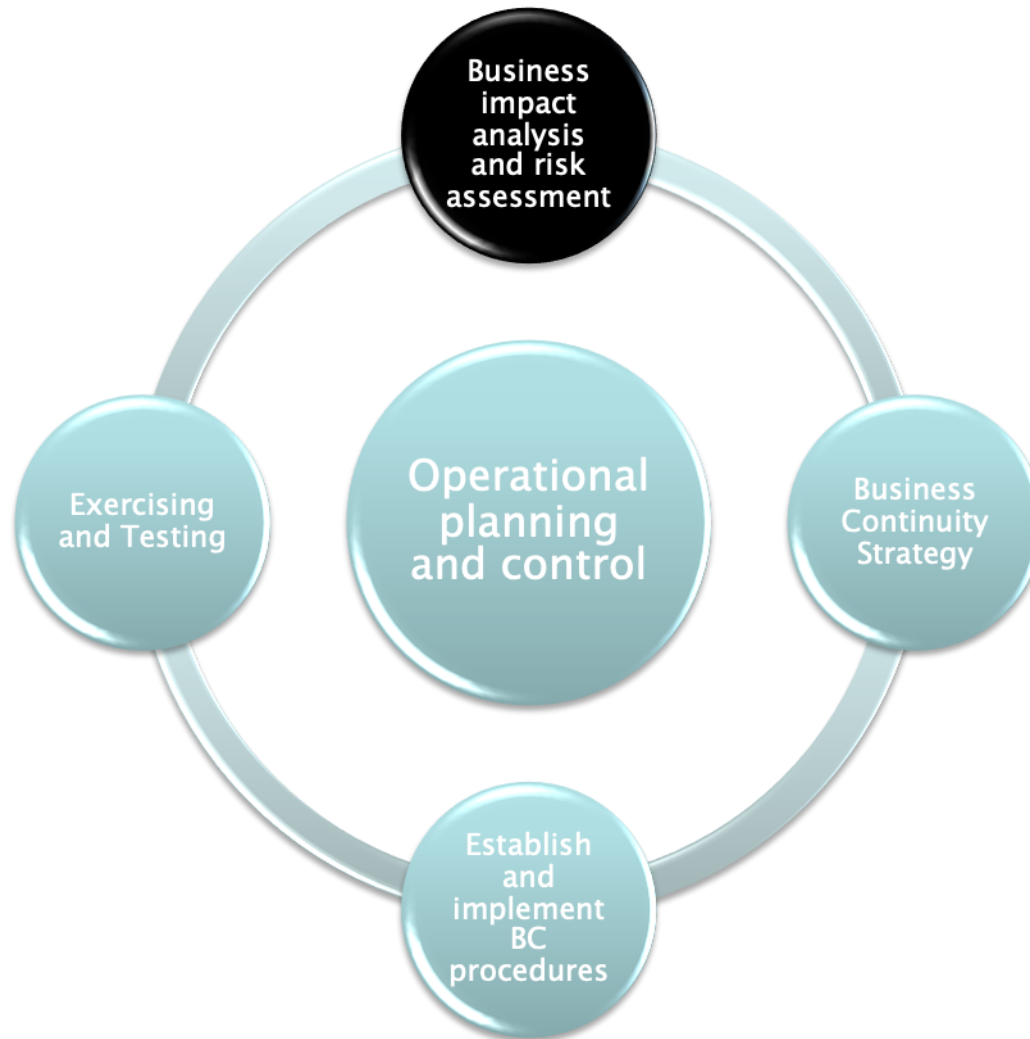 Business
impact
analysis
and risk
assessment
Operational
planning
and control
Exercising
and Testing
Business
Continuity
Strategy
Establish
and
implement
BC
procedures